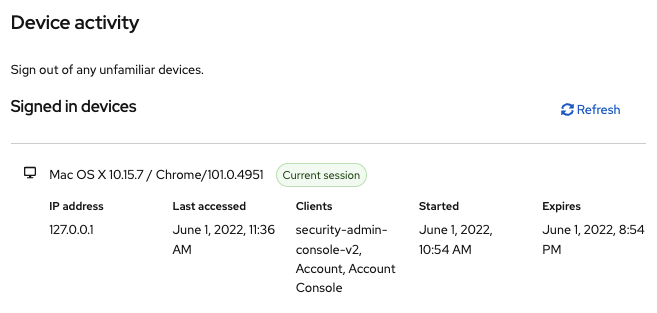 Device activity
Sign out of any unfamiliar devices.
Signed in devices
Refresh
Mac OS X 10.15.7 / Chrome/101.0.4951 Current session
IP address
127.0.0.1
Last accessed
June 1, 2022, 11:36
AM
Clients
security-admin-
console-v2,
Account, Account
Console
Started
June 1, 2022,
10:54 AM
Expires
June 1, 2022, 8:54
PM